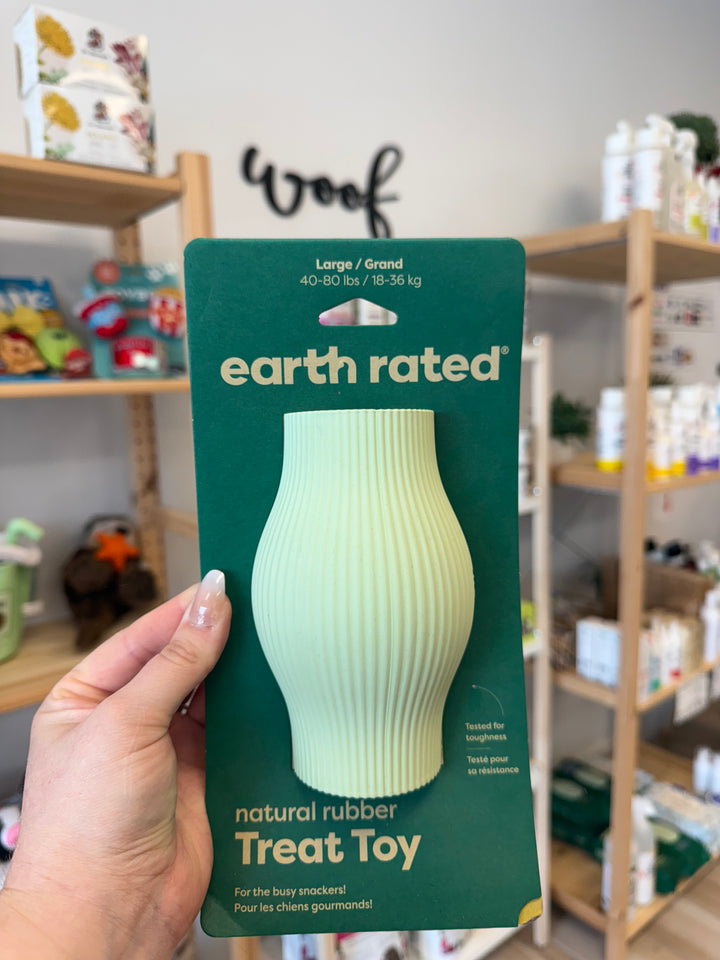 woof
Large / Grand
40-80 lbs / 18-36 kg
earth rated®
Tested for
toughness
Testé pour
sa résistance
natural rubber
Treat Toy
For the busy snackers!
Pour les chiens gourmands!